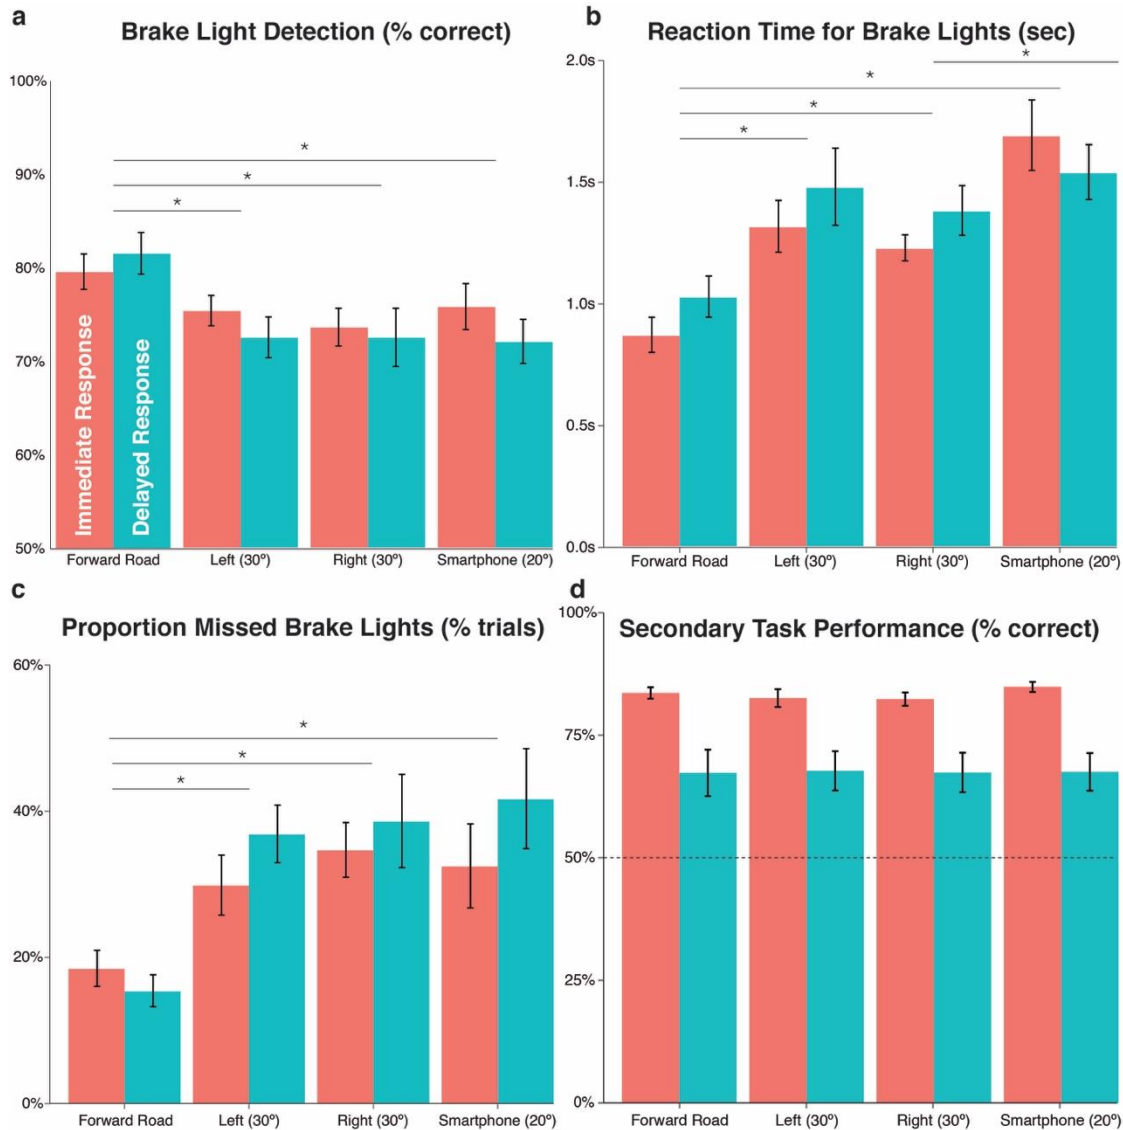 a
Brake Light Detection (% correct)
100%
90%
80%
70%
60%
50%
*
*
*
Immediate Response
Delayed Response
Forward Road
Left (30º)
Right (30º)
Smartphone (20º)
b
Reaction Time for Brake Lights (sec)
2.0s
1.5s
1.0s
0.5s
0.0s
*
*
*
*
Forward Road
Left (30º)
Right (30º)
Smartphone (20º)
c
Proportion Missed Brake Lights (% trials)
60%
40%
20%
0%
*
*
*
Forward Road
Left (30º)
Right (30º)
Smartphone (20º)
d
Secondary Task Performance (% correct)
100%
75%
50%
25%
0%
Forward Road
Left (30º)
Right (30º)
Smartphone (20º)